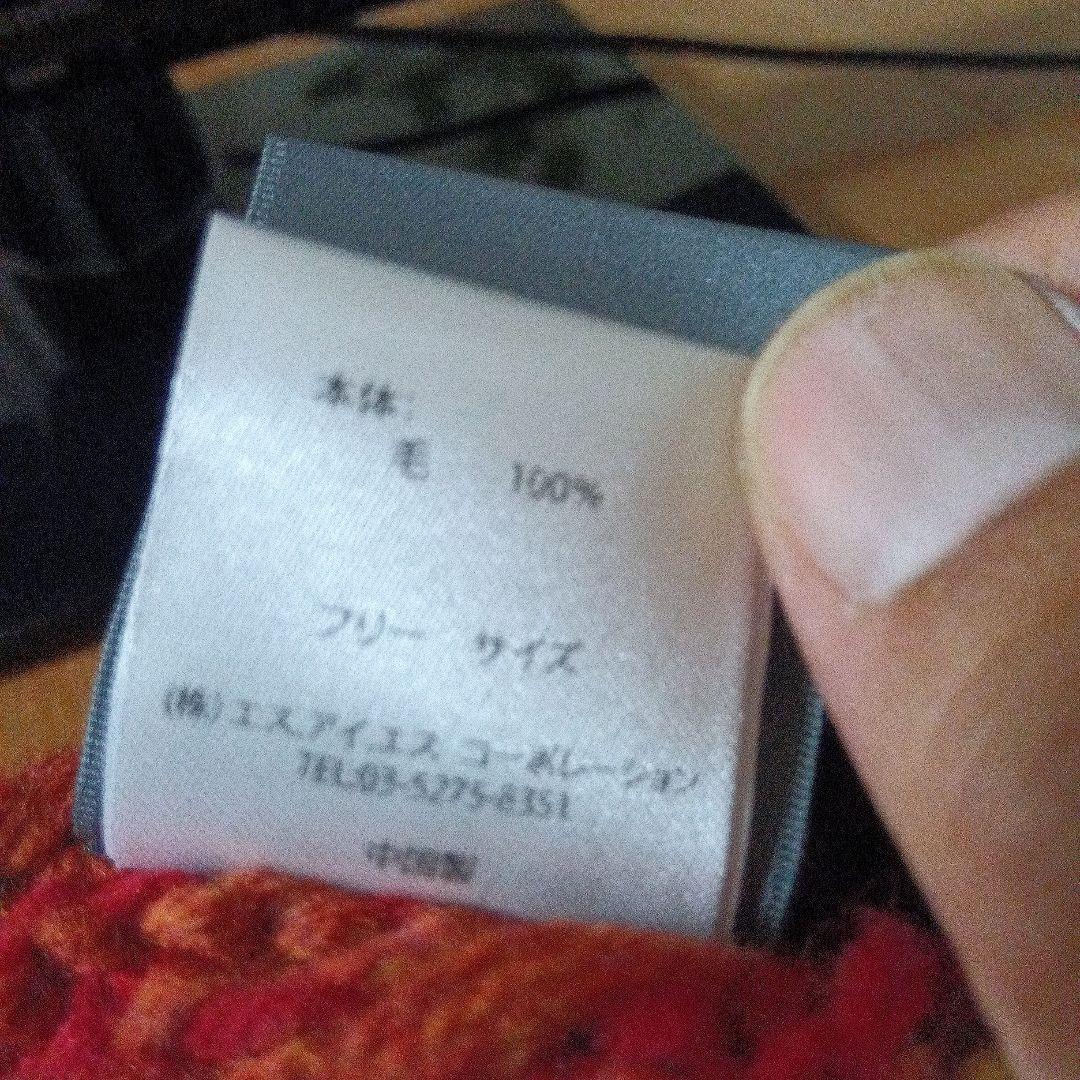 本体:
毛 100%
フリー サイズ
(株)エスアイエス コーポレーション
TEL:03-5275-8351
中国製